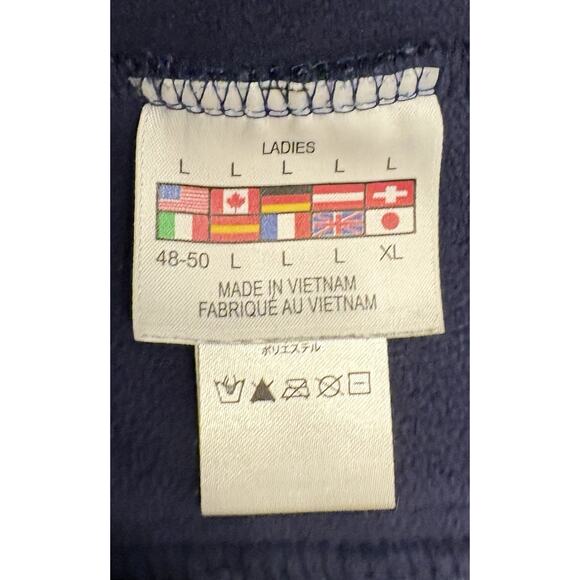 LADIES
L L L L L
48-50 L L L XL
MADE IN VIETNAM
FABRIQUÉ AU VIETNAM
ポリエステル